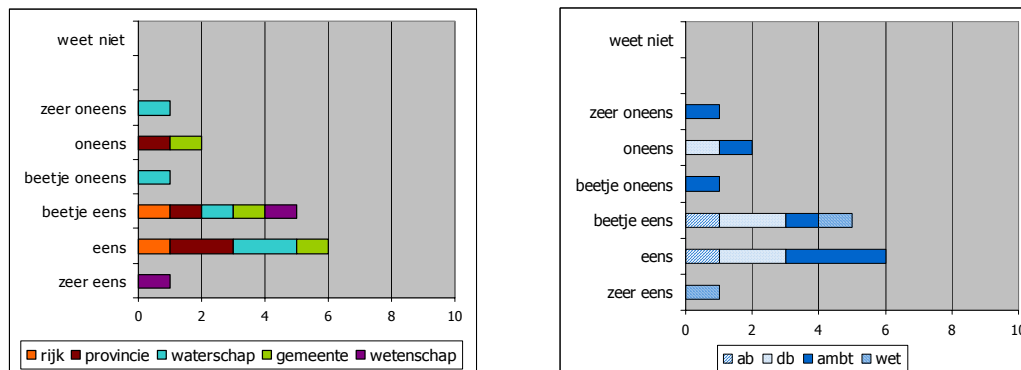 weet niet
zeer oneens
oneens
beetje oneens
beetje eens
eens
zeer eens
0 2 4 6 8 10
rijk provincie waterschap gemeente wetenschap
weet niet
zeer oneens
oneens
beetje oneens
beetje eens
eens
zeer eens
0 2 4 6 8 10
ab db ambt wet